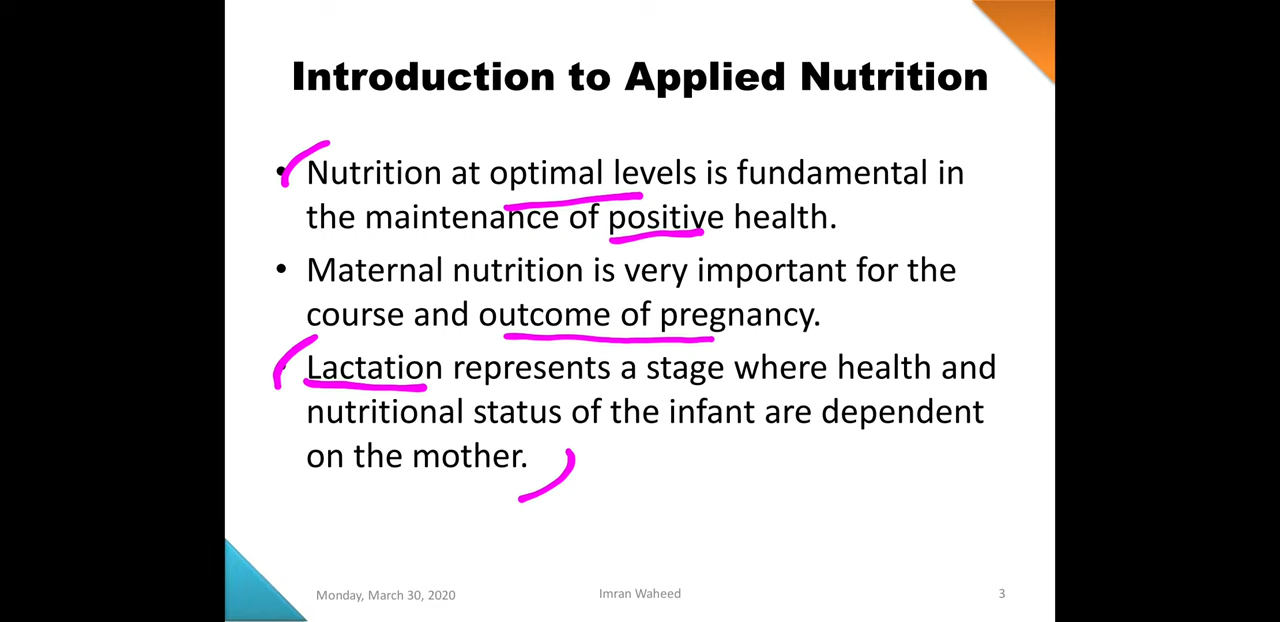 Introduction to Applied Nutrition
• Nutrition at optimal levels is fundamental in
the maintenance of positive health.
• Maternal nutrition is very important for the
course and outcome of pregnancy.
• Lactation represents a stage where health and
nutritional status of the infant are dependent
on the mother.
Monday, March 30, 2020 Imran Waheed 3